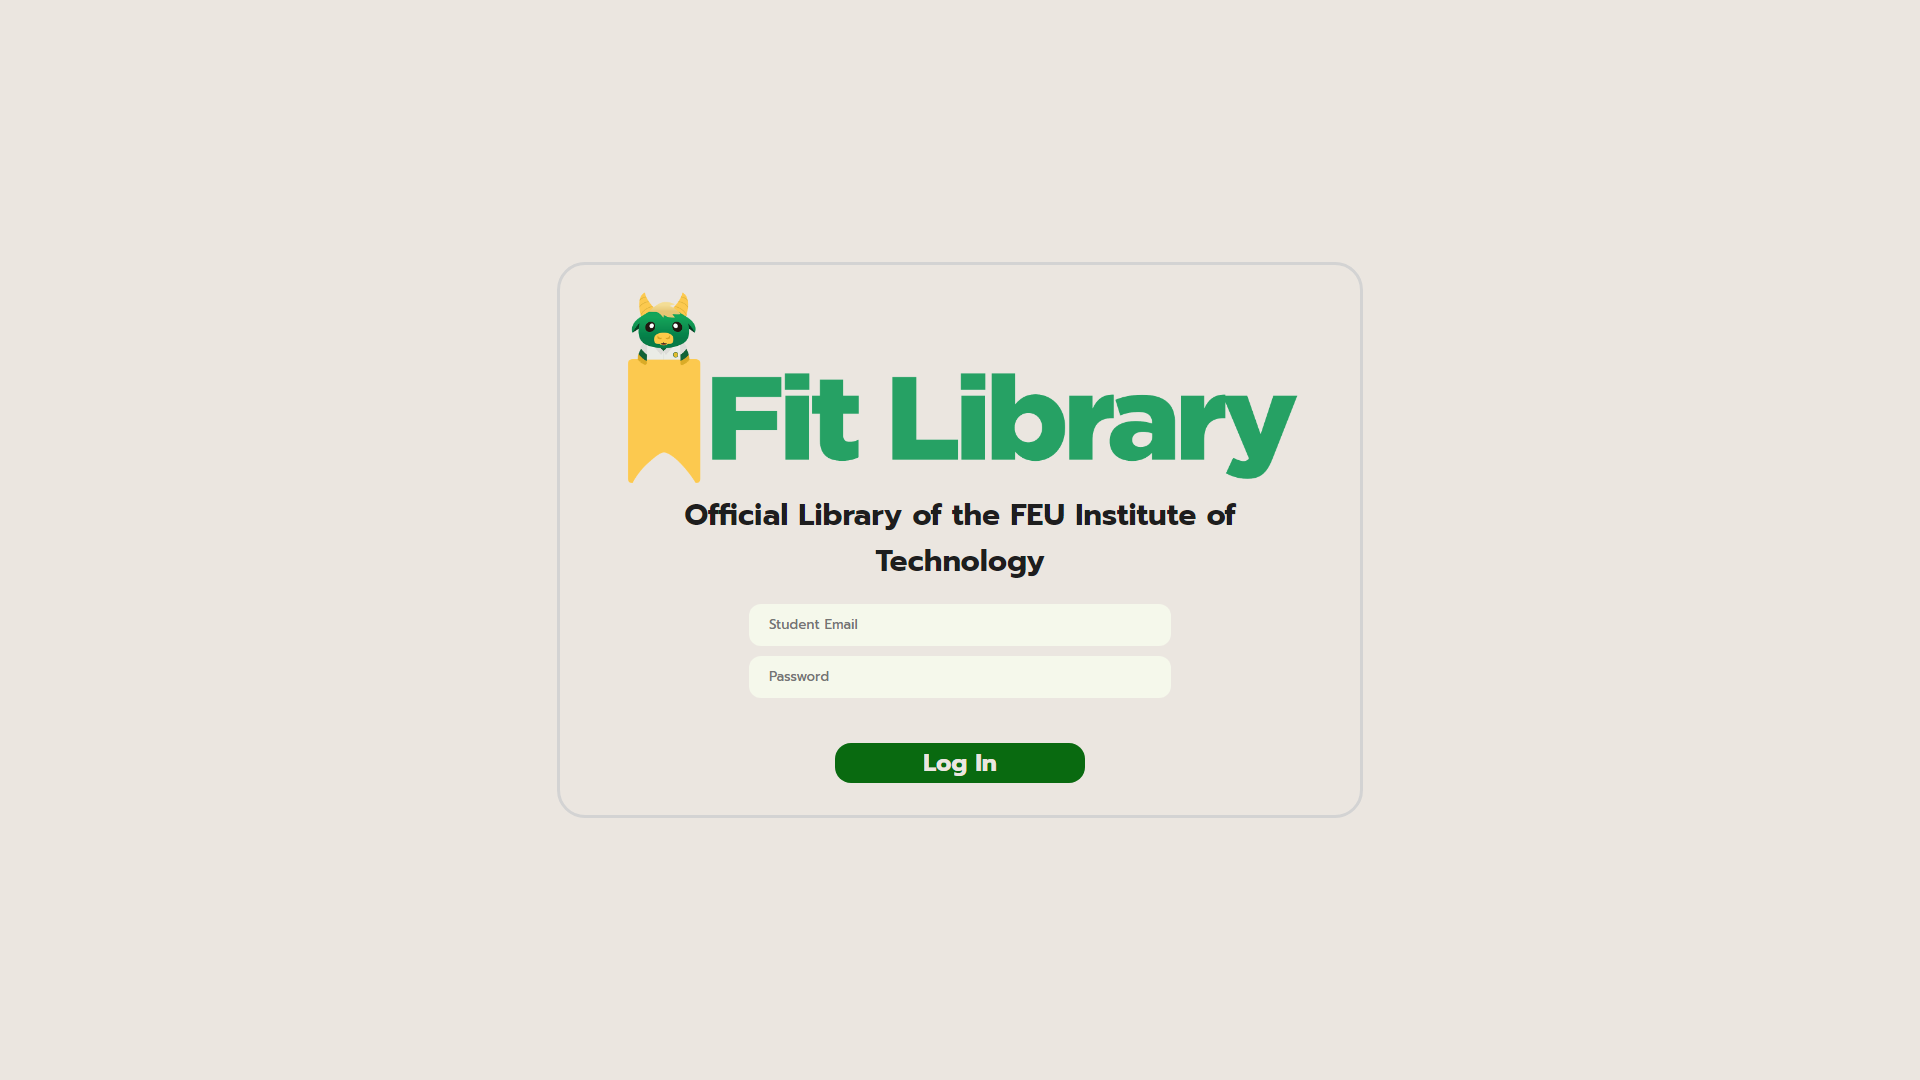 Fit Library
Official Library of the FEU Institute of
Technology
Student Email
Password
Log In